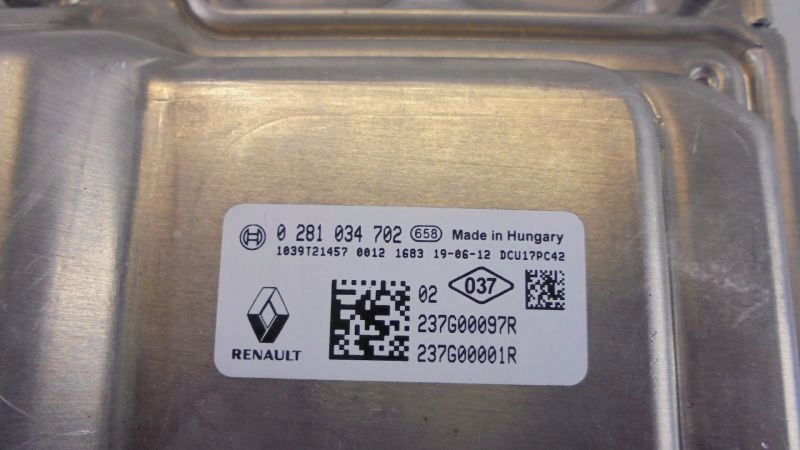 0 281 034 702 658 Made in Hungary
1039T21457 0012 1683 19-06-12 DCU17PC42
02 037
237G00097R
RENAULT 237G00001R